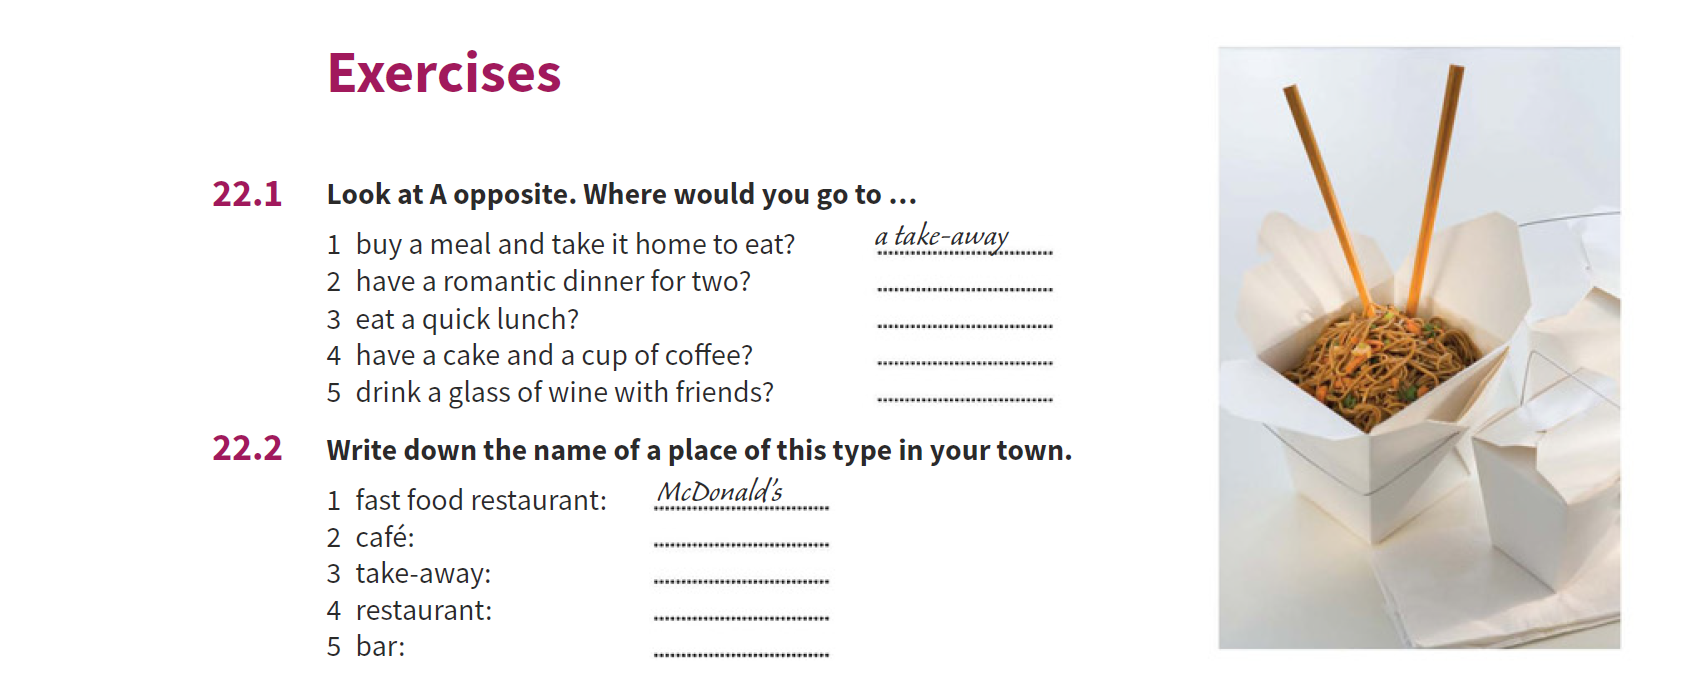 Exercises
22.1 Look at A opposite. Where would you go to ...
1 buy a meal and take it home to eat? a take-away
2 have a romantic dinner for two?
3 eat a quick lunch?
4 have a cake and a cup of coffee?
5 drink a glass of wine with friends?
22.2 Write down the name of a place of this type in your town.
1 fast food restaurant: McDonald's
2 café:
3 take-away:
4 restaurant:
5 bar: